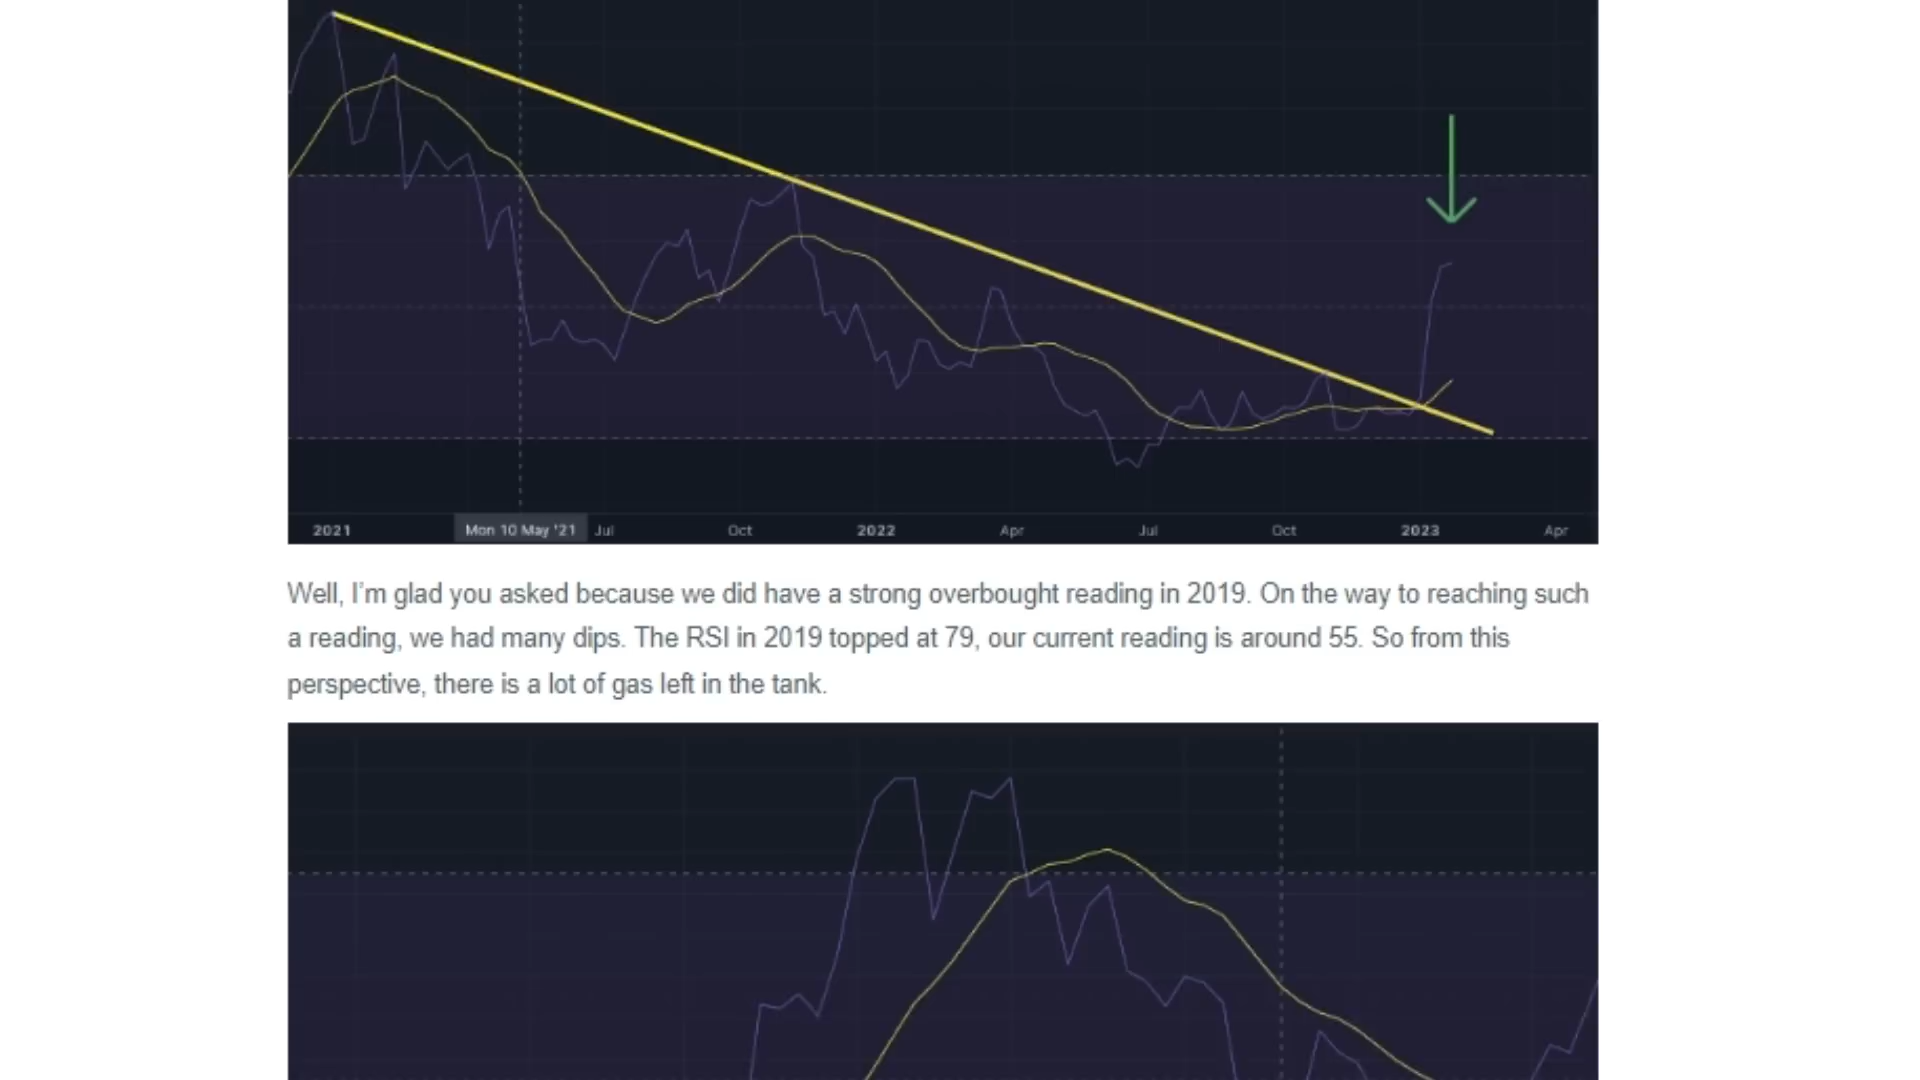 2021 Mon 10 May '21 Jul Oct 2022 Apr Jul Oct 2023 Apr
Well, I'm glad you asked because we did have a strong overbought reading in 2019. On the way to reaching such
a reading, we had many dips. The RSI in 2019 topped at 79, our current reading is around 55. So from this
perspective, there is a lot of gas left in the tank.